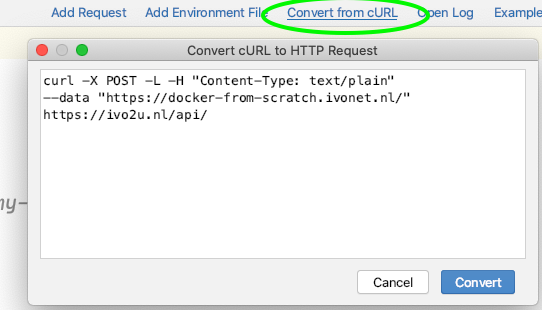 Add Request Add Environment File Convert from cURL Open Log Example
Convert cURL to HTTP Request
curl -X POST -L -H "Content-Type: text/plain"
--data "https://docker-from-scratch.ivonet.nl/"
https://ivo2u.nl/api/
my-
Cancel Convert